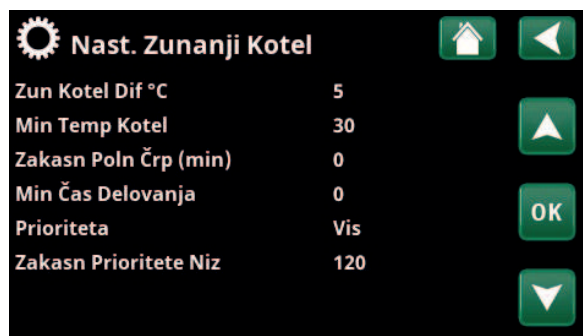 Nast. Zunanji Kotel
Zun Kotel Dif °C 5
Min Temp Kotel 30
Zakasn Poln Črp (min) 0
Min Čas Delovanja 0
OK
Prioriteta Vis
Zakasn Prioritete Niz 120